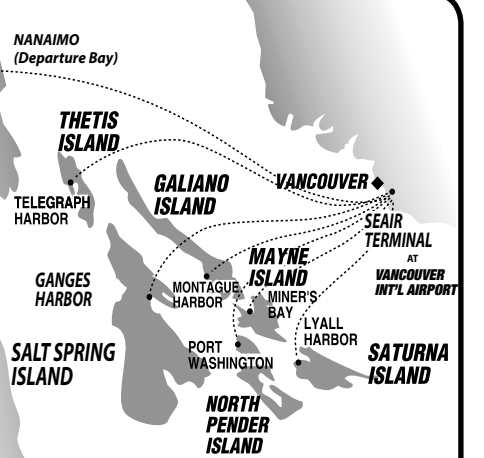 NANAIMO
(Departure Bay)
THETIS
ISLAND
TELEGRAPH
HARBOR
GALIANO
ISLAND
VANCOUVER
SEAIR
TERMINAL
AT
VANCOUVER
INT'L AIRPORT
GANGES
HARBOR
MONTAGUE
HARBOR
MAYNE
ISLAND
MINER'S
BAY
LYALL
HARBOR
SALT SPRING
ISLAND
PORT
WASHINGTON
SATURNA
ISLAND
NORTH
PENDER
ISLAND